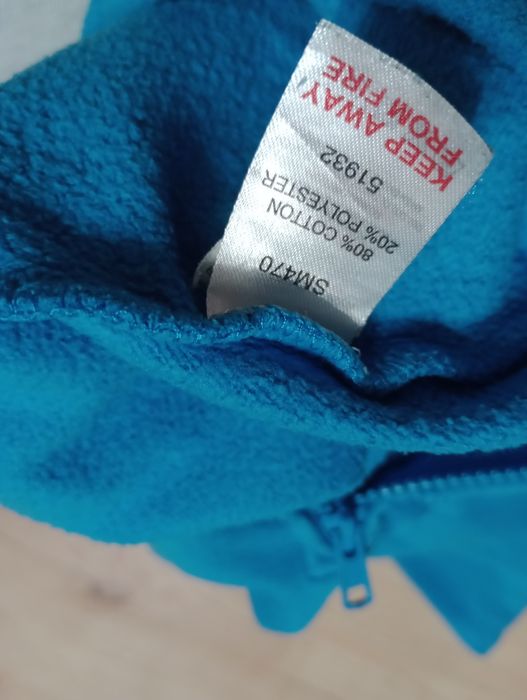 SM470
80% COTTON
20% POLYESTER
51932
KEEP AWAY
FROM FIRE